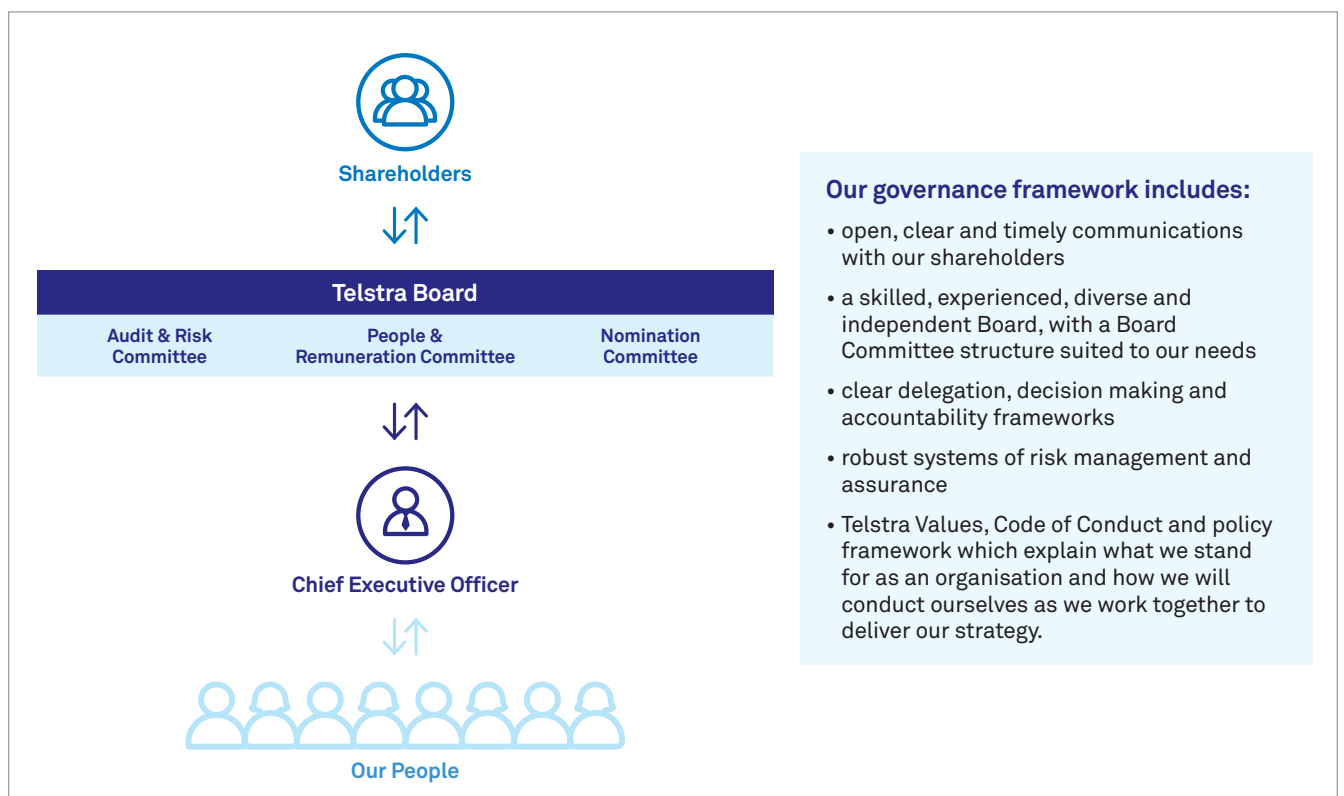 Shareholders
Telstra Board
Audit & Risk
Committee
People &
Remuneration Committee
Nomination
Committee
Chief Executive Officer
Our People
Our governance framework includes:
• open, clear and timely communications
with our shareholders
• a skilled, experienced, diverse and
independent Board, with a Board
Committee structure suited to our needs
• clear delegation, decision making and
accountability frameworks
• robust systems of risk management and
assurance
• Telstra Values, Code of Conduct and policy
framework which explain what we stand
for as an organisation and how we will
conduct ourselves as we work together to
deliver our strategy.